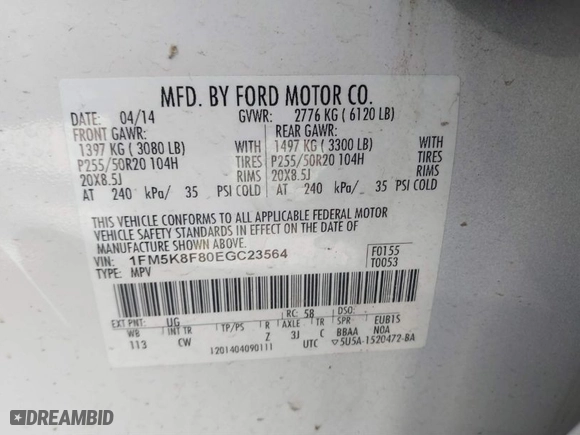 MFD. BY FORD MOTOR CO.
DATE: 04/14 GVWR: 2776 KG ( 6120 LB)
FRONT GAWR: REAR GAWR:
1397 KG ( 3080 LB) WITH 1497 KG ( 3300 LB) WITH
P255/50R20 104H TIRES P255/50R20 104H TIRES
20X8.5J RIMS 20X8.5J RIMS
AT 240 kPa/ 35 PSI COLD AT 240 kPa/ 35 PSI COLD
THIS VEHICLE CONFORMS TO ALL APPLICABLE FEDERAL MOTOR
VEHICLE SAFETY STANDARDS IN EFFECT ON THE DATE OF
MANUFACTURE SHOWN ABOVE.
VIN: 1FM5K8F80EGC23564 F0155
TYPE: MPV T0053
EXT PNT: UG RC: 58 DSO:
WB INT TR TP/PS R AXLE TR SPR EUB1S
113 CW Z 3J C BBAA N0A
1201404090111 UTC ▽5U5A-1520472-BA
DREAMBID